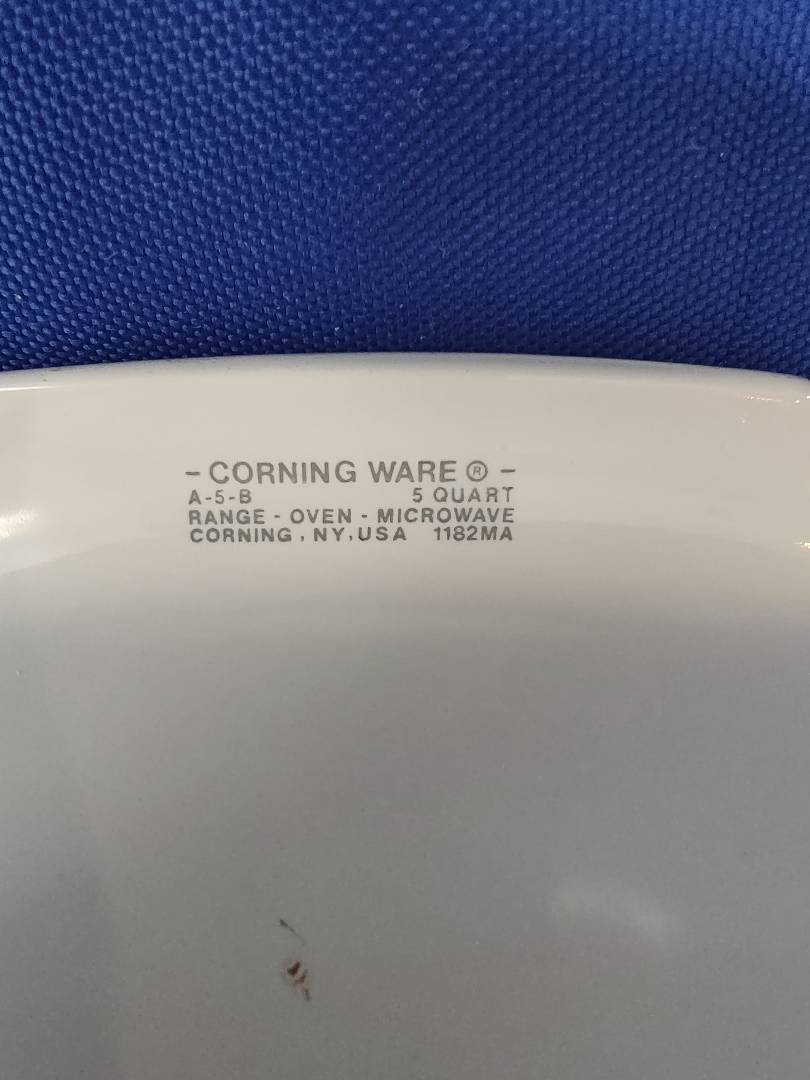 - CORNING WARE ® -
A-5-B 5 QUART
RANGE - OVEN - MICROWAVE
CORNING, NY, USA 1182MA